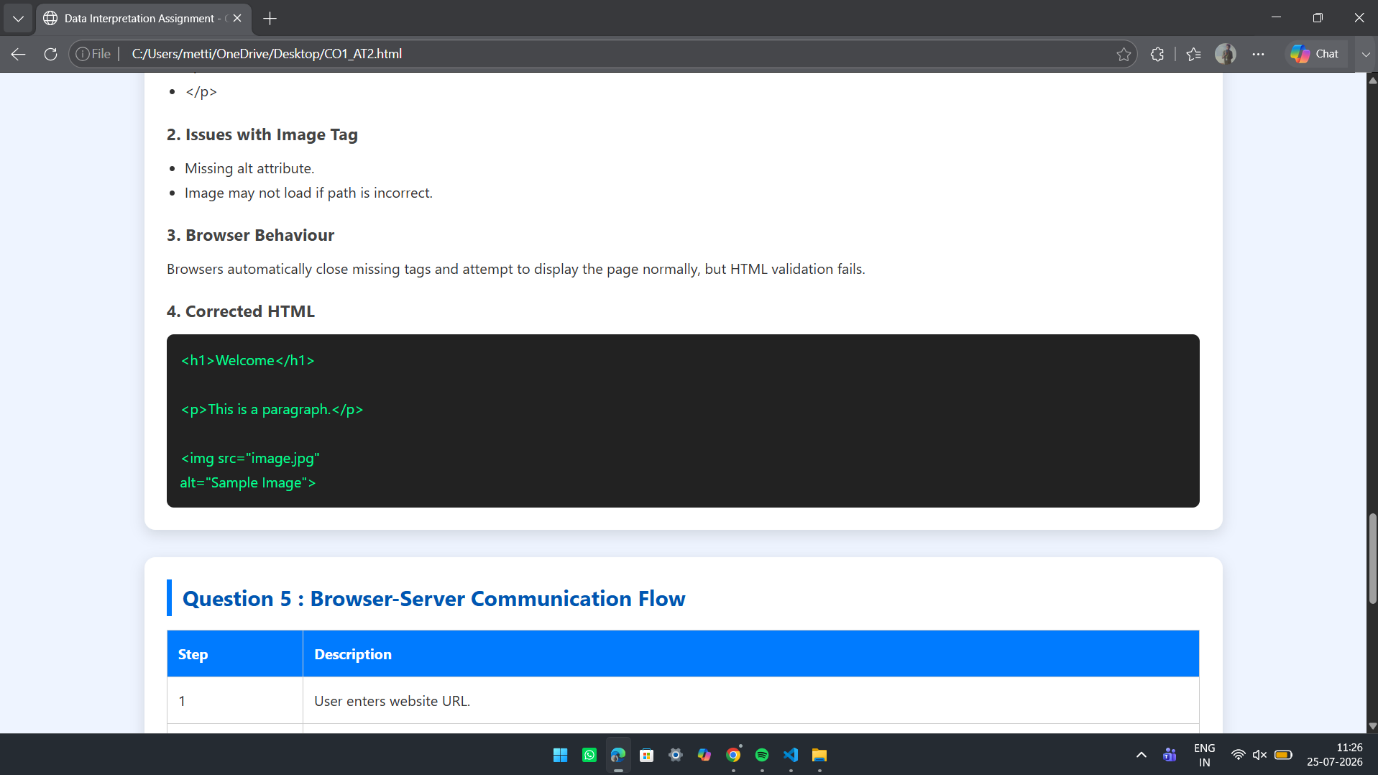 Data Interpretation Assignment - 
File
C:/Users/metti/OneDrive/Desktop/CO1_AT2.html
Chat
</p>
2. Issues with Image Tag
Missing alt attribute.
Image may not load if path is incorrect.
3. Browser Behaviour
Browsers automatically close missing tags and attempt to display the page normally, but HTML validation fails.
4. Corrected HTML
<h1>Welcome</h1>
<p>This is a paragraph.</p>
<img src="image.jpg"
alt="Sample Image">
Question 5 : Browser-Server Communication Flow
Step Description
1 User enters website URL.
ENG
IN
11:26
25-07-2026